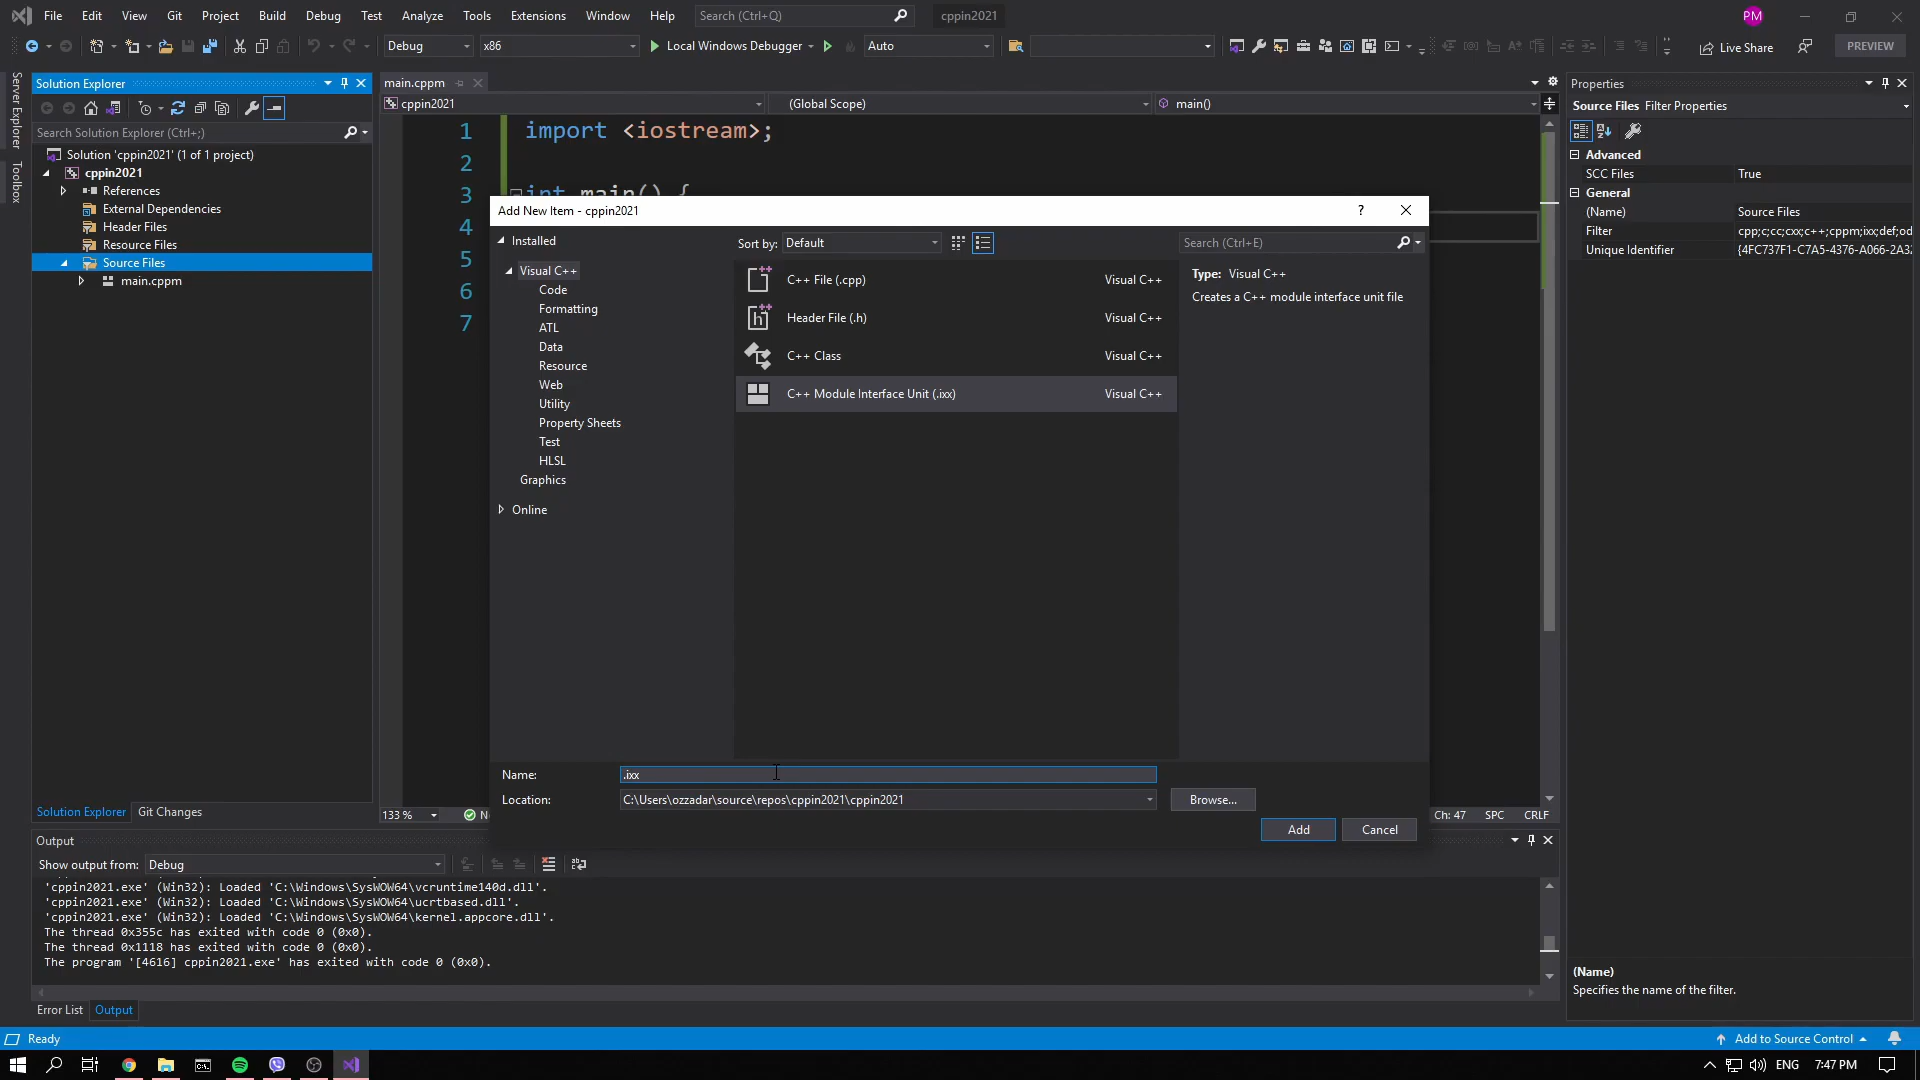 File Edit View Git Project Build Debug Test Analyze Tools Extensions Window Help Search (Ctrl+Q) cppin2021 PM
Debug x86 Local Windows Debugger Auto Live Share PREVIEW
Server Explorer
Toolbox
Solution Explorer
Search Solution Explorer (Ctrl+;)
Solution 'cppin2021' (1 of 1 project)
cppin2021
References
External Dependencies
Header Files
Resource Files
Source Files
main.cppm
Solution Explorer Git Changes
main.cppm
cppin2021 (Global Scope) main()
1 import <iostream>;
2
3 int main() {
4
5
6
7
133 % N Ch: 47 SPC CRLF
Add New Item - cppin2021 ?
Installed
Visual C++
Code
Formatting
ATL
Data
Resource
Web
Utility
Property Sheets
Test
HLSL
Graphics
Online
Sort by: Default
C++ File (.cpp) Visual C++
Header File (.h) Visual C++
C++ Class Visual C++
C++ Module Interface Unit (.ixx) Visual C++
Search (Ctrl+E)
Type: Visual C++
Creates a C++ module interface unit file
Name: .ixx
Location: C:\Users\ozzadar\source\repos\cppin2021\cppin2021 Browse...
Add Cancel
Properties
Source Files Filter Properties
Advanced
SCC Files True
General
(Name) Source Files
Filter cpp;c;cc;cxx;c++;cppm;ixx;def;od
Unique Identifier {4FC737F1-C7A5-4376-A066-2A32
(Name)
Specifies the name of the filter.
Output
Show output from: Debug
'cppin2021.exe' (Win32): Loaded 'C:\Windows\SysWOW64\vcruntime140d.dll'.
'cppin2021.exe' (Win32): Loaded 'C:\Windows\SysWOW64\ucrtbased.dll'.
'cppin2021.exe' (Win32): Loaded 'C:\Windows\SysWOW64\kernel.appcore.dll'.
The thread 0x355c has exited with code 0 (0x0).
The thread 0x1118 has exited with code 0 (0x0).
The program '[4616] cppin2021.exe' has exited with code 0 (0x0).
Error List Output
Ready Add to Source Control
ENG 7:47 PM